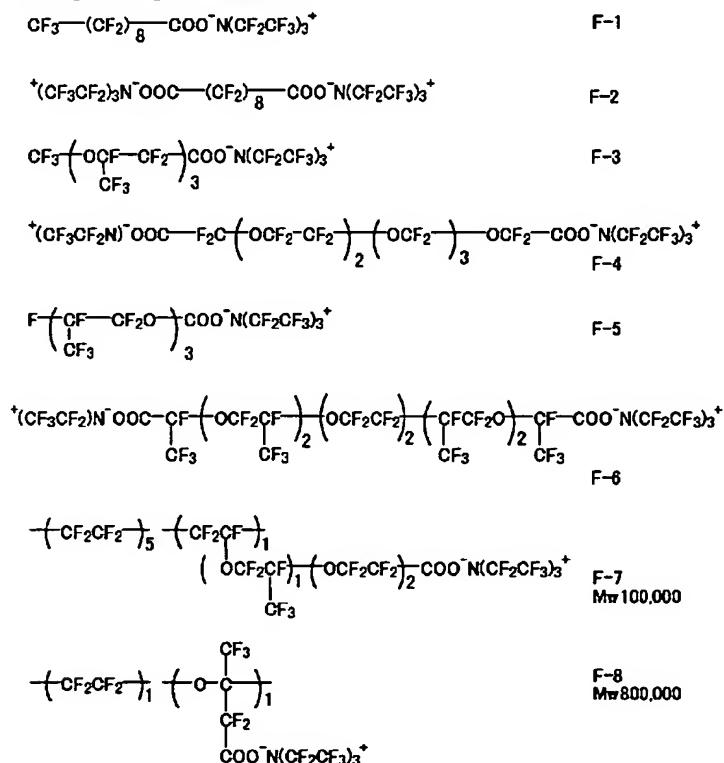 CF3—(CF2)8—COO⁻N(CF2CF3)3⁺ F-1
⁺(CF3CF2)3N⁻OOC—(CF2)8—COO⁻N(CF2CF3)3⁺ F-2
CF3—(OCF—CF2)3COO⁻N(CF2CF3)3⁺ F-3
CF3
⁺(CF3CF2N)⁻OOC—F2C(OCF2-CF2)2(OCF2)3—OCF2—COO⁻N(CF2CF3)3⁺
F-4
F(CF—CF2O)3COO⁻N(CF2CF3)3⁺ F-5
CF3
⁺(CF3CF2)N⁻OOC-CF(OCF2CF)2(OCF2CF2)2(CFCF2O)2CF—COO⁻N(CF2CF3)3⁺
CF3 CF3 CF3 CF3
F-6
(CF2CF2)5 (CF2CF)1
(OCF2CF)1(OCF2CF2)2COO⁻N(CF2CF3)3⁺ F-7
CF3 Mw100,000
CF3
(CF2CF2)1 (O—C)1 F-8
Mw800,000
CF2
COO⁻N(CF2CF3)3⁺